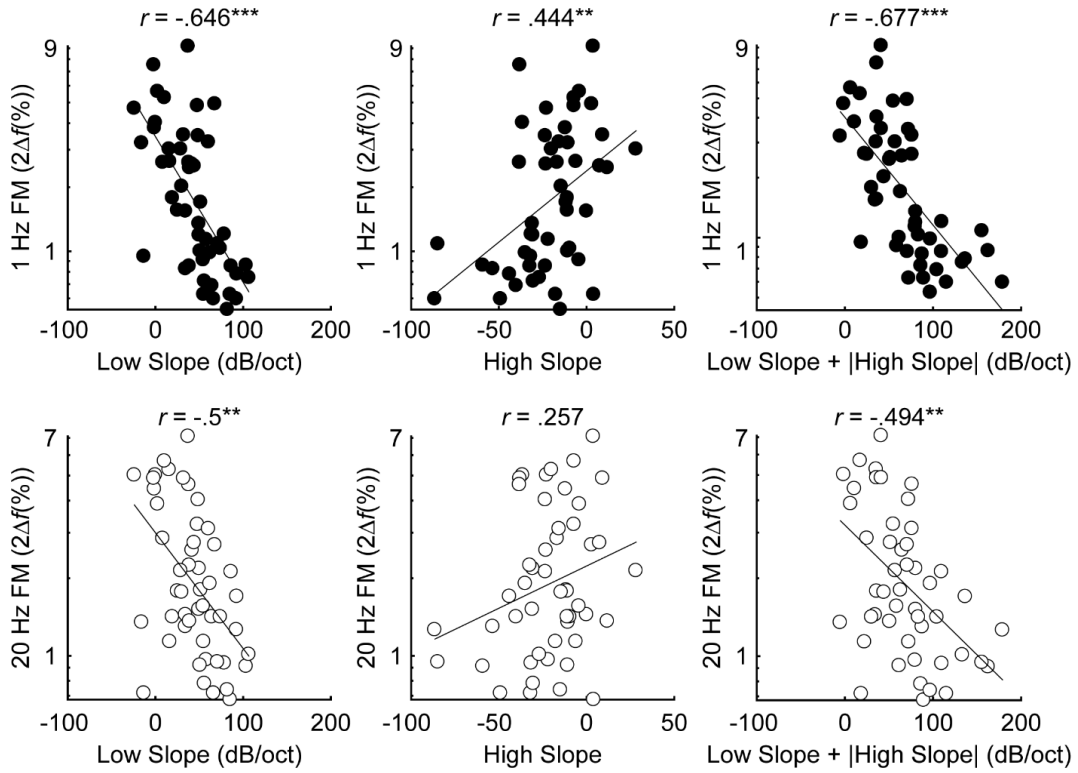 r = -.646***
r = .444**
r = -.677***
9
1
1 Hz FM (2Δf(%))
-100 0 100 200
Low Slope (dB/oct)
9
1
1 Hz FM (2Δf(%))
-100 -50 0 50
High Slope
9
1
1 Hz FM (2Δf(%))
-100 0 100 200
Low Slope + |High Slope| (dB/oct)
r = -.5**
r = .257
r = -.494**
7
1
20 Hz FM (2Δf(%))
-100 0 100 200
Low Slope (dB/oct)
7
1
20 Hz FM (2Δf(%))
-100 -50 0 50
High Slope
7
1
20 Hz FM (2Δf(%))
-100 0 100 200
Low Slope + |High Slope| (dB/oct)